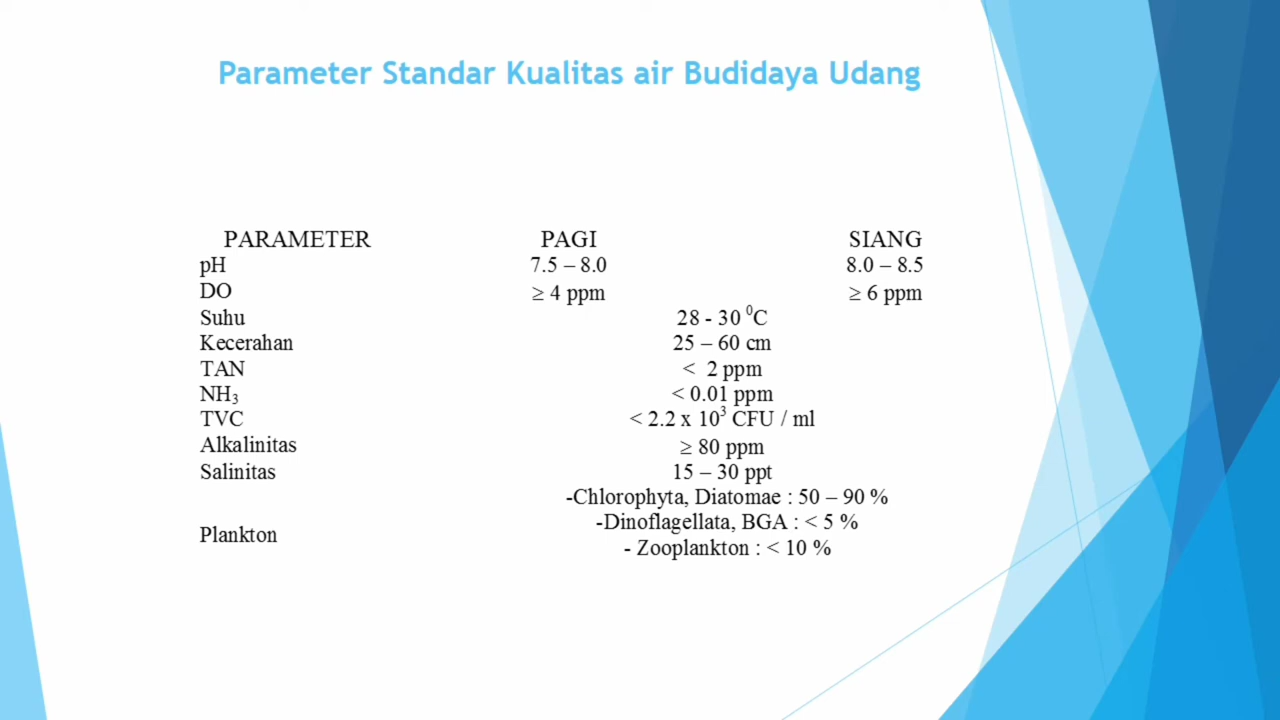 Parameter Standar Kualitas air Budidaya Udang
PARAMETER PAGI SIANG
pH 7.5 – 8.0 8.0 – 8.5
DO ≥ 4 ppm ≥ 6 ppm
Suhu 28 - 30 ⁰C
Kecerahan 25 – 60 cm
TAN < 2 ppm
NH₃ < 0.01 ppm
TVC < 2.2 x 10³ CFU / ml
Alkalinitas ≥ 80 ppm
Salinitas 15 – 30 ppt
Plankton
-Chlorophyta, Diatomae : 50 – 90 %
-Dinoflagellata, BGA : < 5 %
- Zooplankton : < 10 %